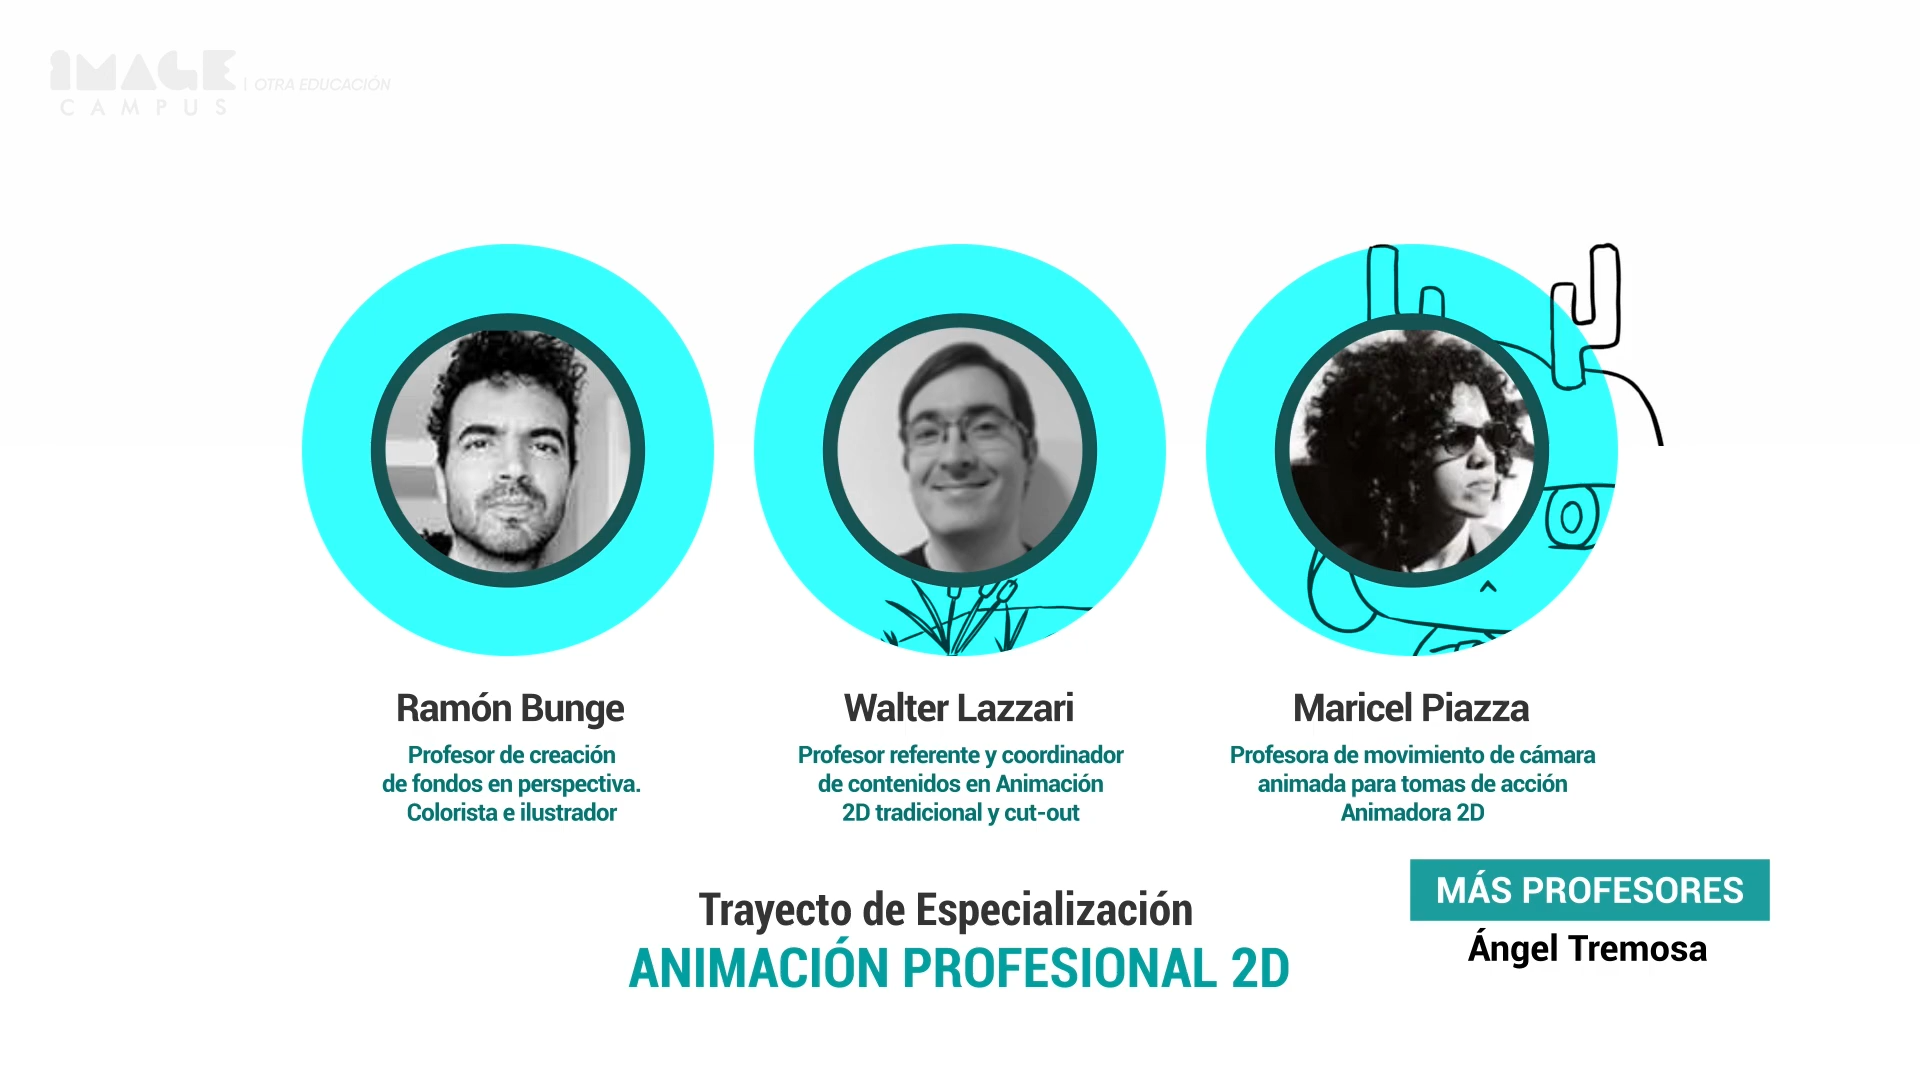 IMAGE
CAMPUS
| OTRA EDUCACIÓN
Ramón Bunge
Profesor de creación
de fondos en perspectiva.
Colorista e ilustrador
Walter Lazzari
Profesor referente y coordinador
de contenidos en Animación
2D tradicional y cut-out
Maricel Piazza
Profesora de movimiento de cámara
animada para tomas de acción
Animadora 2D
Trayecto de Especialización
ANIMACIÓN PROFESIONAL 2D
MÁS PROFESORES
Ángel Tremosa